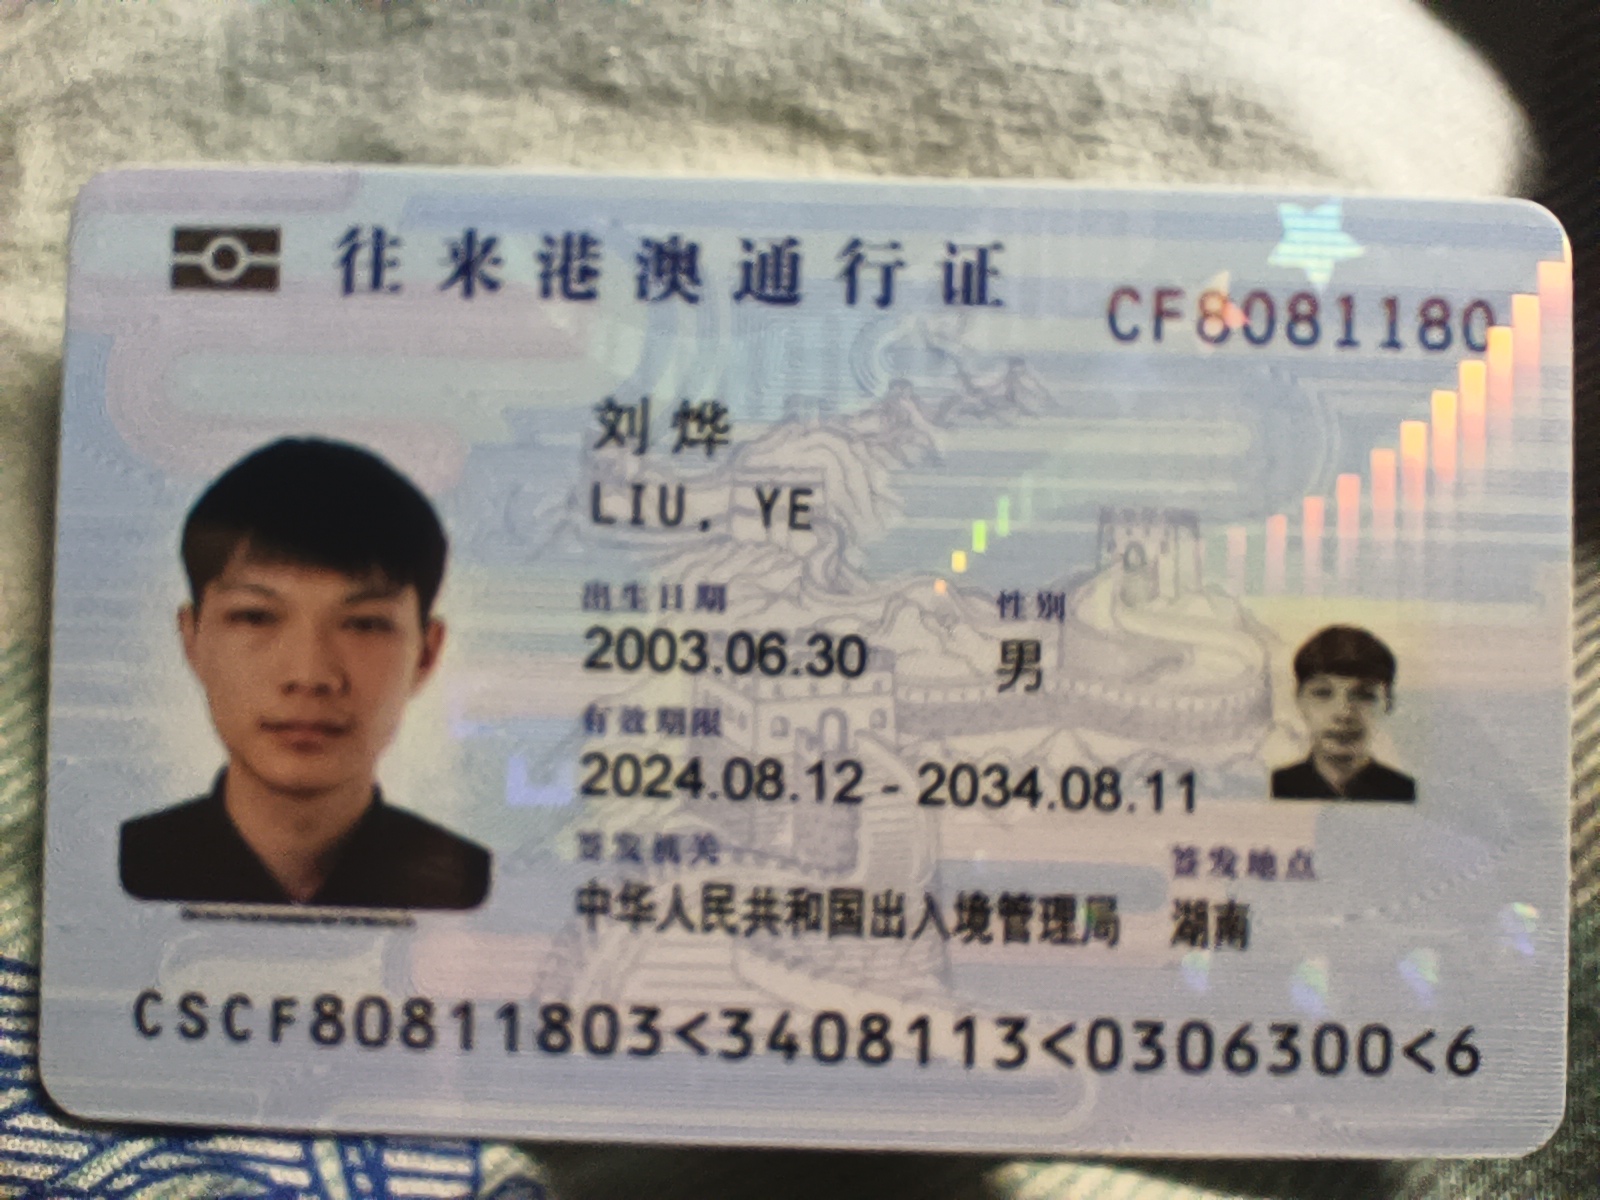 往来港澳通行证
CF8081180
刘烨
LIU, YE
出生日期 性别
2003.06.30 男
有效期限
2024.08.12 - 2034.08.11
签发机关 签发地点
中华人民共和国出入境管理局 湖南
CSCF80811803<3408113<0306300<6